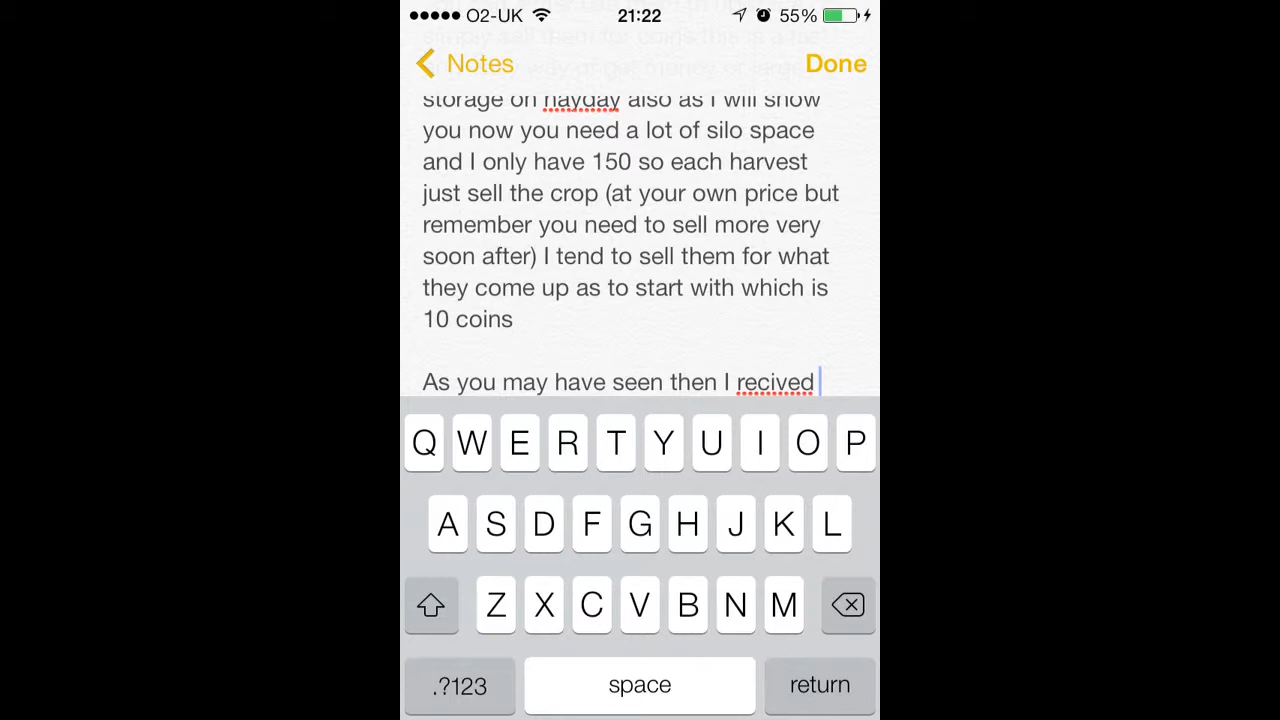 O2-UK 21:22 55%
Notes Done
storage on hayday also as I will show
you now you need a lot of silo space
and I only have 150 so each harvest
just sell the crop (at your own price but
remember you need to sell more very
soon after) I tend to sell them for what
they come up as to start with which is
10 coins
As you may have seen then I recived
Q W E R T Y U I O P
A S D F G H J K L
Z X C V B N M
.?123 space return